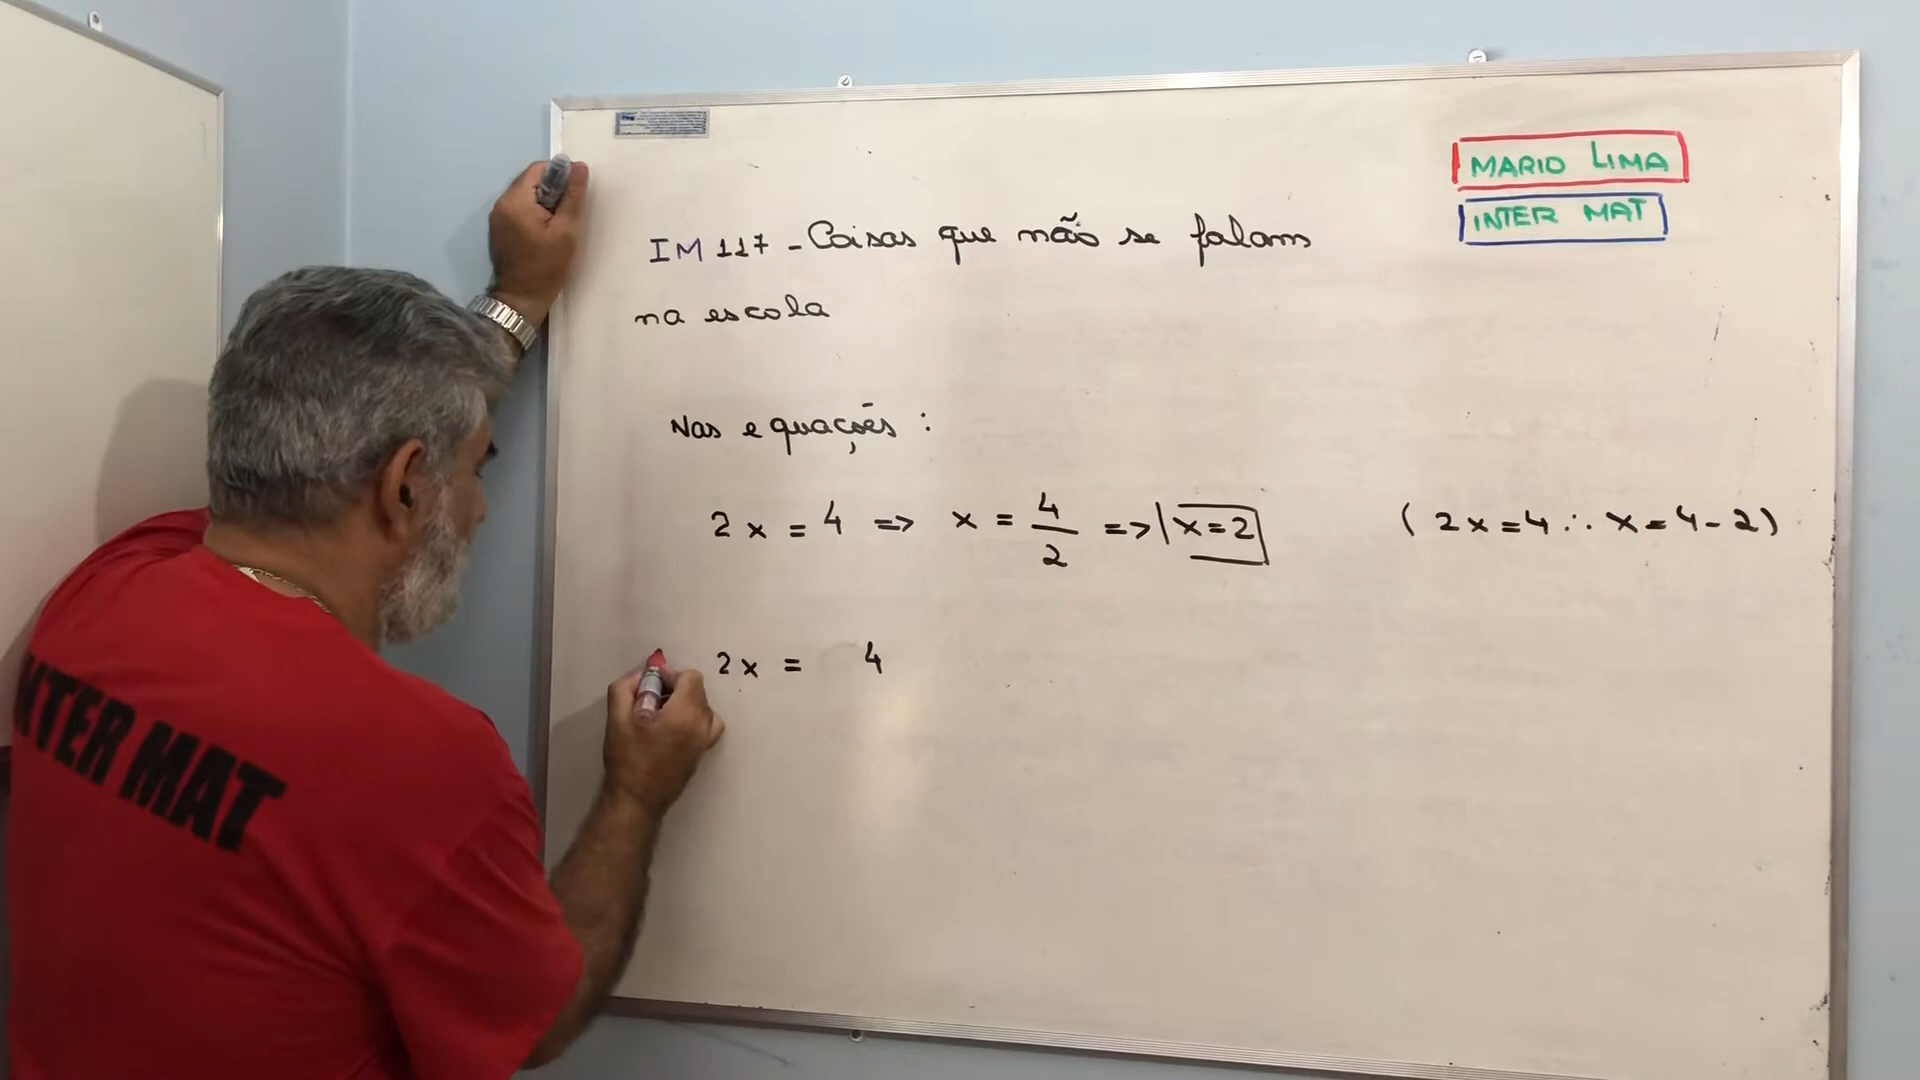 MARIO LIMA
INTER MAT
IM 117 - Coisas que não se falam
na escola
Nas equações :
2x = 4 => x = 4/2 => |x=2| ( 2x=4 ∴ x=4-2)
2x = 4
NTER MAT